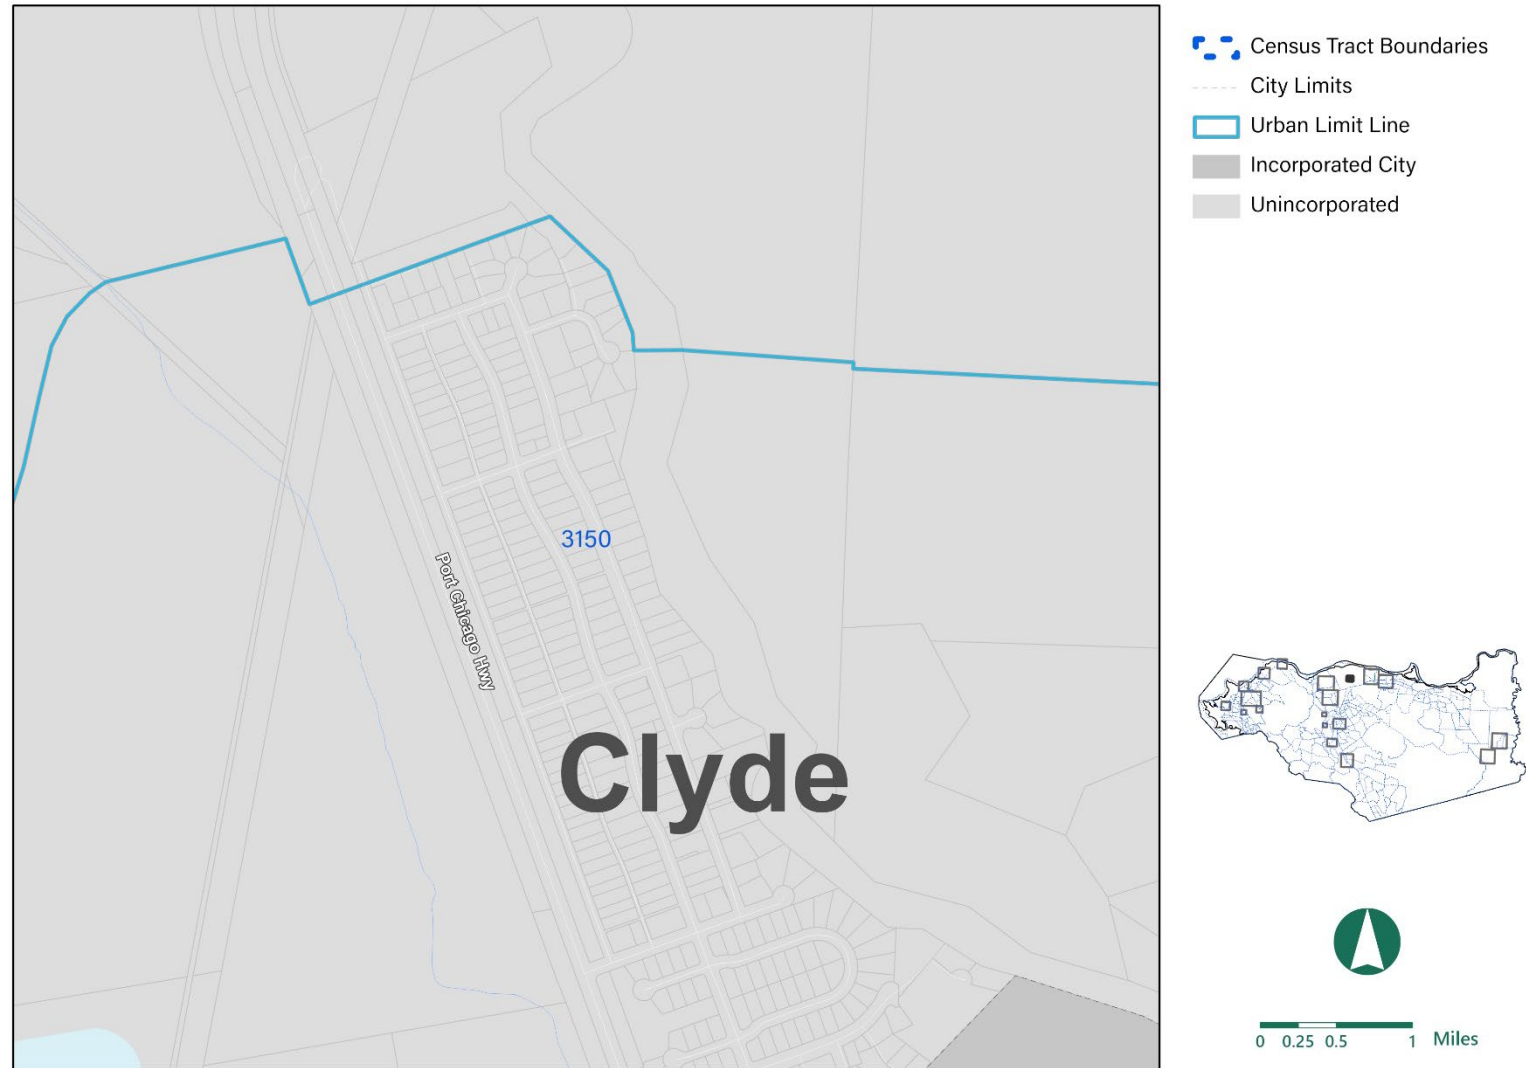 Census Tract Boundaries
City Limits
Urban Limit Line
Incorporated City
Unincorporated
3150
Port Chicago Hwy
Clyde
0 0.25 0.5 1 Miles